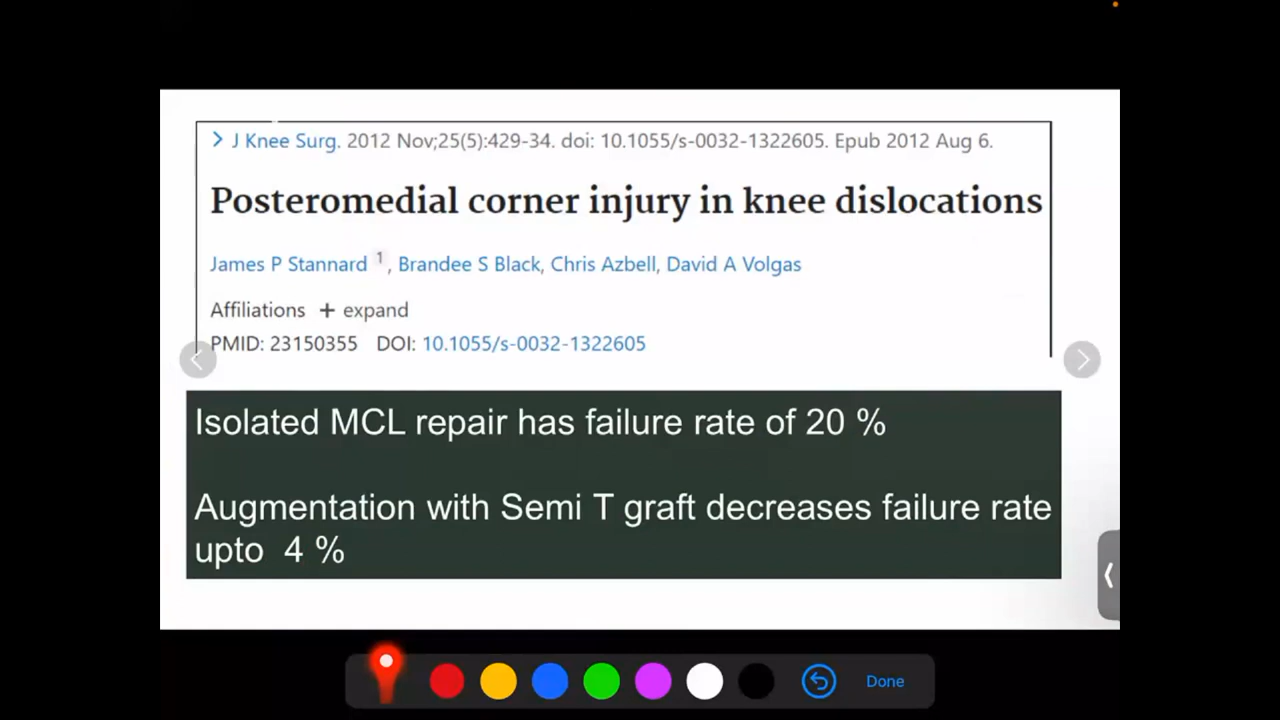 > J Knee Surg. 2012 Nov;25(5):429-34. doi: 10.1055/s-0032-1322605. Epub 2012 Aug 6.
Posteromedial corner injury in knee dislocations
James P Stannard 1, Brandee S Black, Chris Azbell, David A Volgas
Affiliations + expand
PMID: 23150355 DOI: 10.1055/s-0032-1322605
Isolated MCL repair has failure rate of 20 %
Augmentation with Semi T graft decreases failure rate
upto 4 %
Done